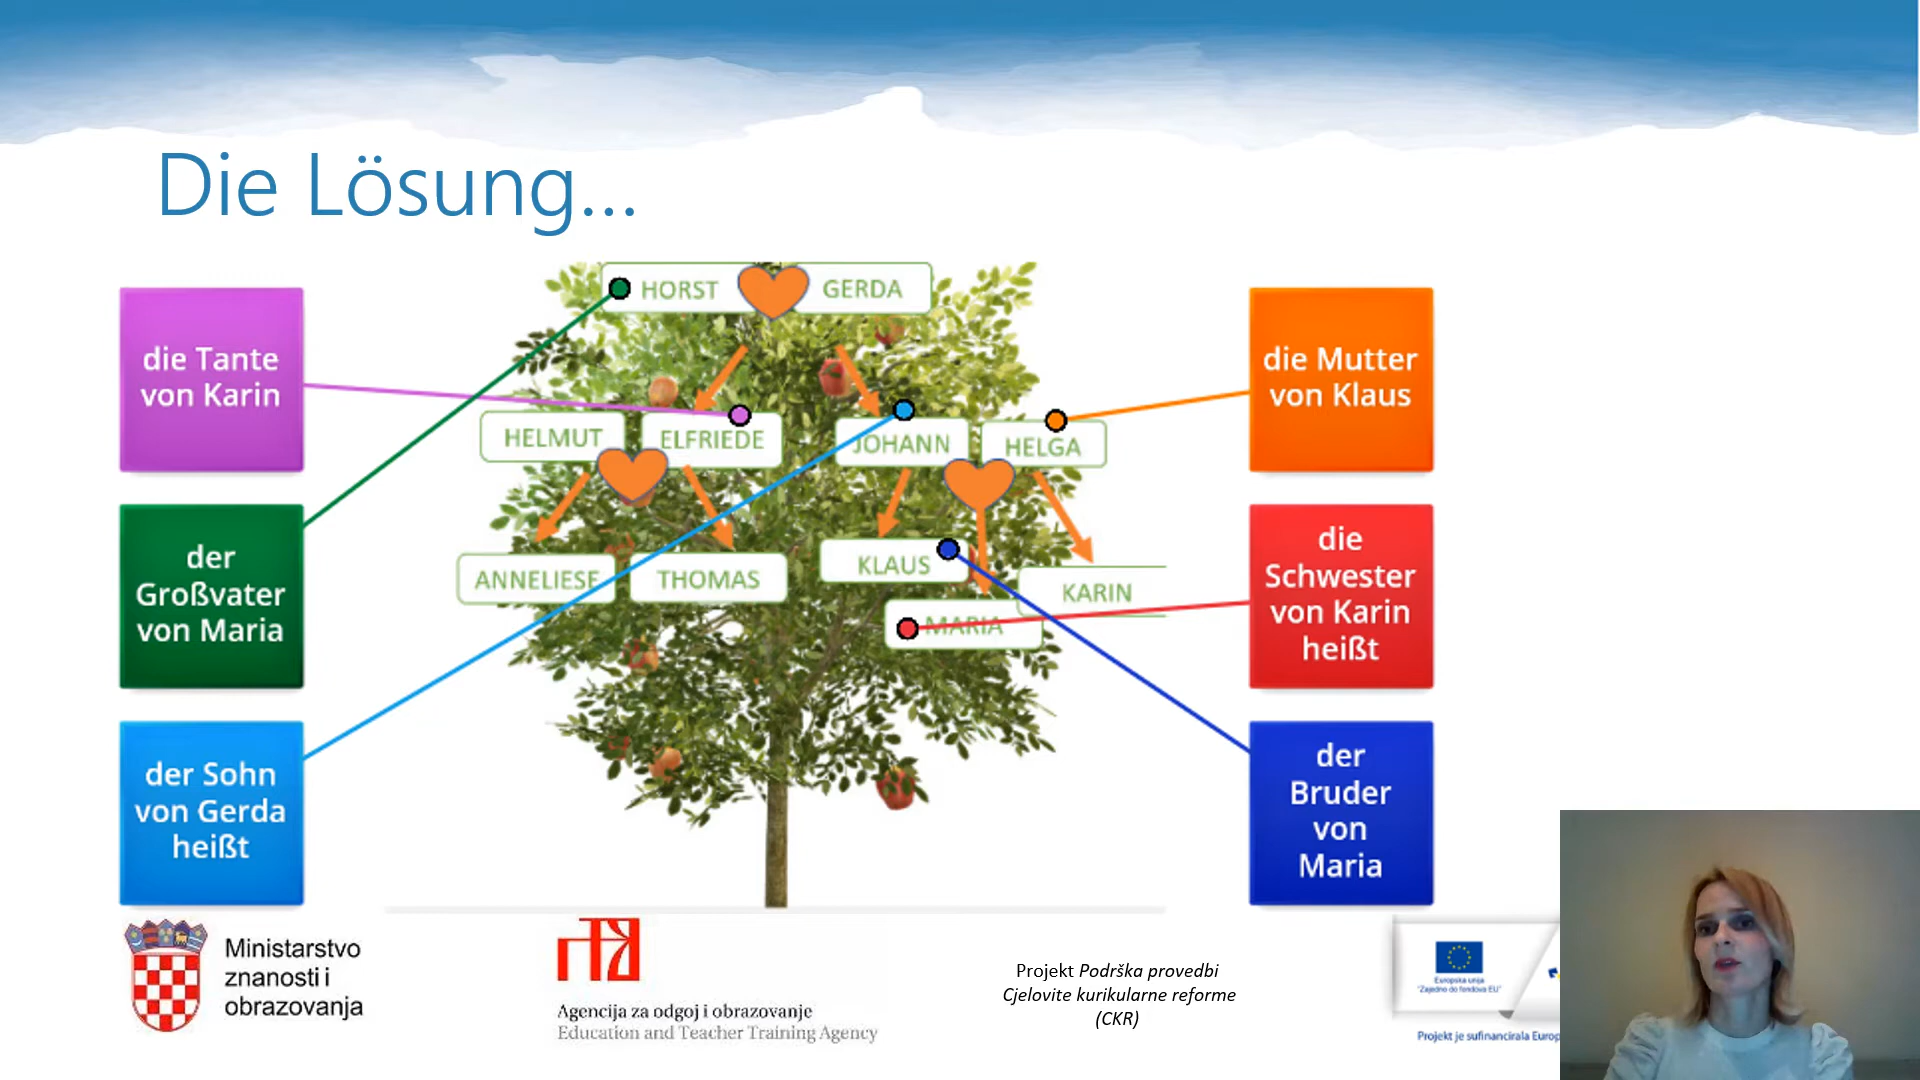 Die Lösung...
HORST
GERDA
die Tante
von Karin
die Mutter
von Klaus
HELMUT
ELFRIEDE
JOHANN
HELGA
der
Großvater
von Maria
die
Schwester
von Karin
heißt
ANNELIESE
THOMAS
KLAUS
KARIN
MARIA
der Sohn
von Gerda
heißt
der
Bruder
von
Maria
Ministarstvo
znanosti i
obrazovanja
Agencija za odgoj i obrazovanje
Education and Teacher Training Agency
Projekt Podrška provedbi
Cjelovite kurikularne reforme
(CKR)
Europska unija
"Zajedno do fondova EU"
Projekt je sufinancirala Europ